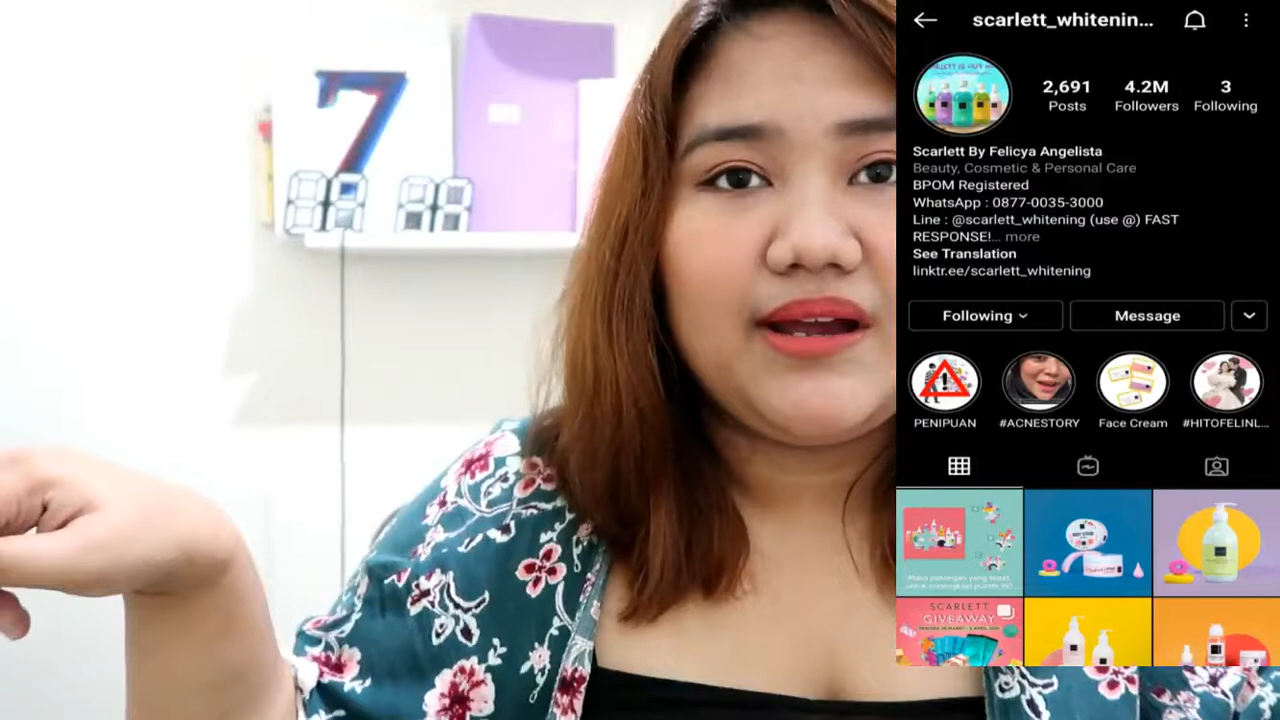 7
scarlett_whitenin...
2,691
Posts
4.2M
Followers
3
Following
Scarlett By Felicya Angelista
Beauty, Cosmetic & Personal Care
BPOM Registered
WhatsApp : 0877-0035-3000
Line : @scarlett_whitening (use @) FAST
RESPONSE!... more
See Translation
linktr.ee/scarlett_whitening
Following
Message
PENIPUAN
#ACNESTORY
Face Cream
#HITOFELINL...
SCARLETT
GIVEAWAY